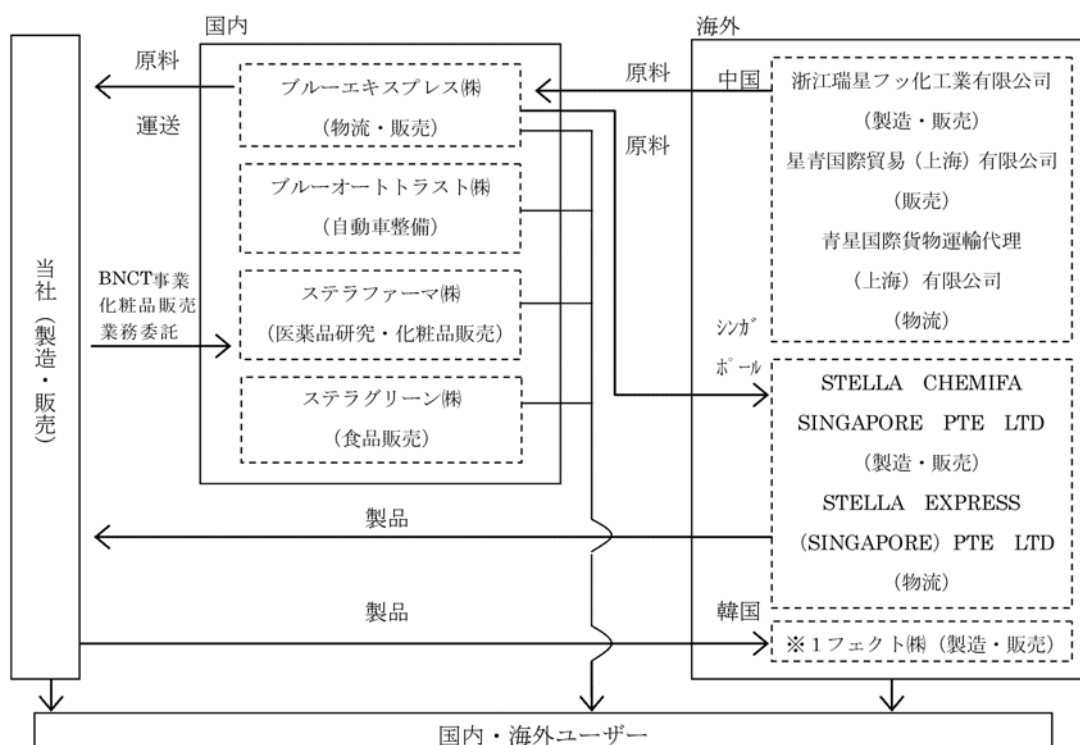 国内
海外
原料
運送
ブルーエキスプレス㈱
(物流・販売)
原料
原料
中国
浙江瑞星フッ化工業有限公司
(製造・販売)
星青国際貿易(上海)有限公司
(販売)
青星国際貨物運輸代理
(上海)有限公司
(物流)
ブルーオートトラスト㈱
(自動車整備)
当社(製造・販売)
BNCT事業
化粧品販売
業務委託
ステラファーマ㈱
(医薬品研究・化粧品販売)
ステラグリーン㈱
(食品販売)
シンガ
ポール
STELLA CHEMIFA
SINGAPORE PTE LTD
(製造・販売)
STELLA EXPRESS
(SINGAPORE) PTE LTD
(物流)
製品
製品
韓国
※1フェクト㈱(製造・販売)
国内・海外ユーザー